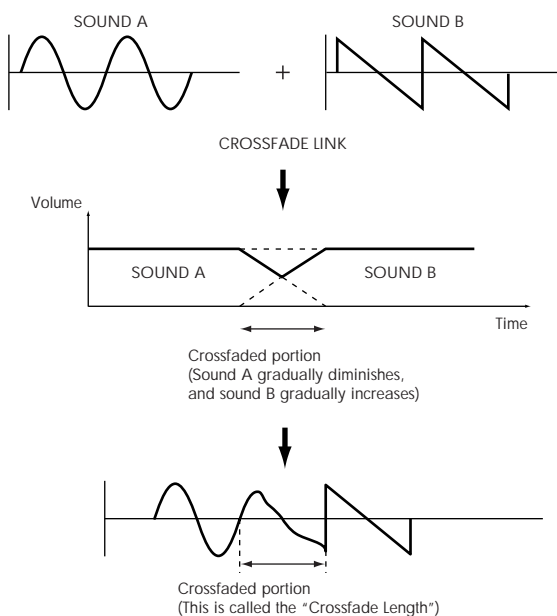 SOUND A
SOUND B
+
CROSSFADE LINK
Volume
SOUND A
SOUND B
Time
Crossfaded portion
(Sound A gradually diminishes,
and sound B gradually increases)
Crossfaded portion
(This is called the “Crossfade Length”)